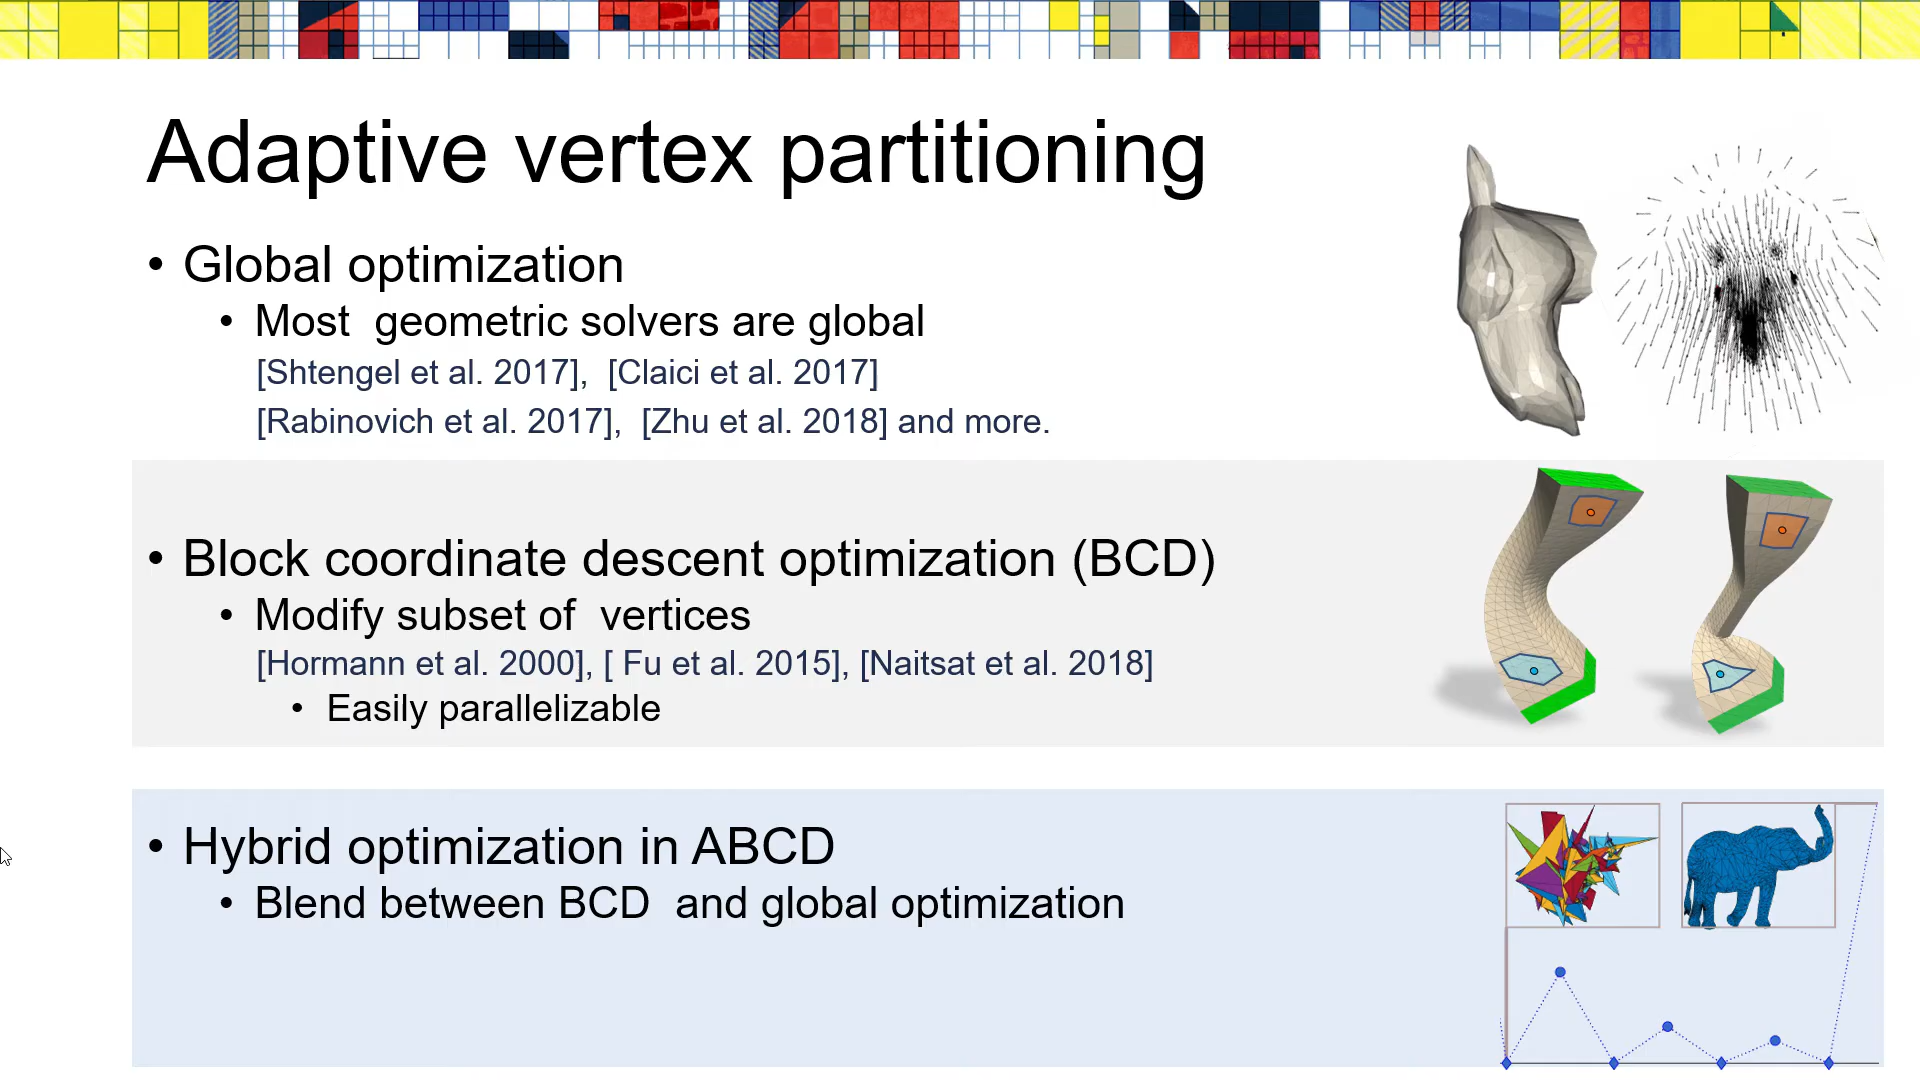 Adaptive vertex partitioning
• Global optimization
• Most geometric solvers are global
[Shtengel et al. 2017], [Claici et al. 2017]
[Rabinovich et al. 2017], [Zhu et al. 2018] and more.
• Block coordinate descent optimization (BCD)
• Modify subset of vertices
[Hormann et al. 2000], [ Fu et al. 2015], [Naitsat et al. 2018]
• Easily parallelizable
• Hybrid optimization in ABCD
• Blend between BCD and global optimization